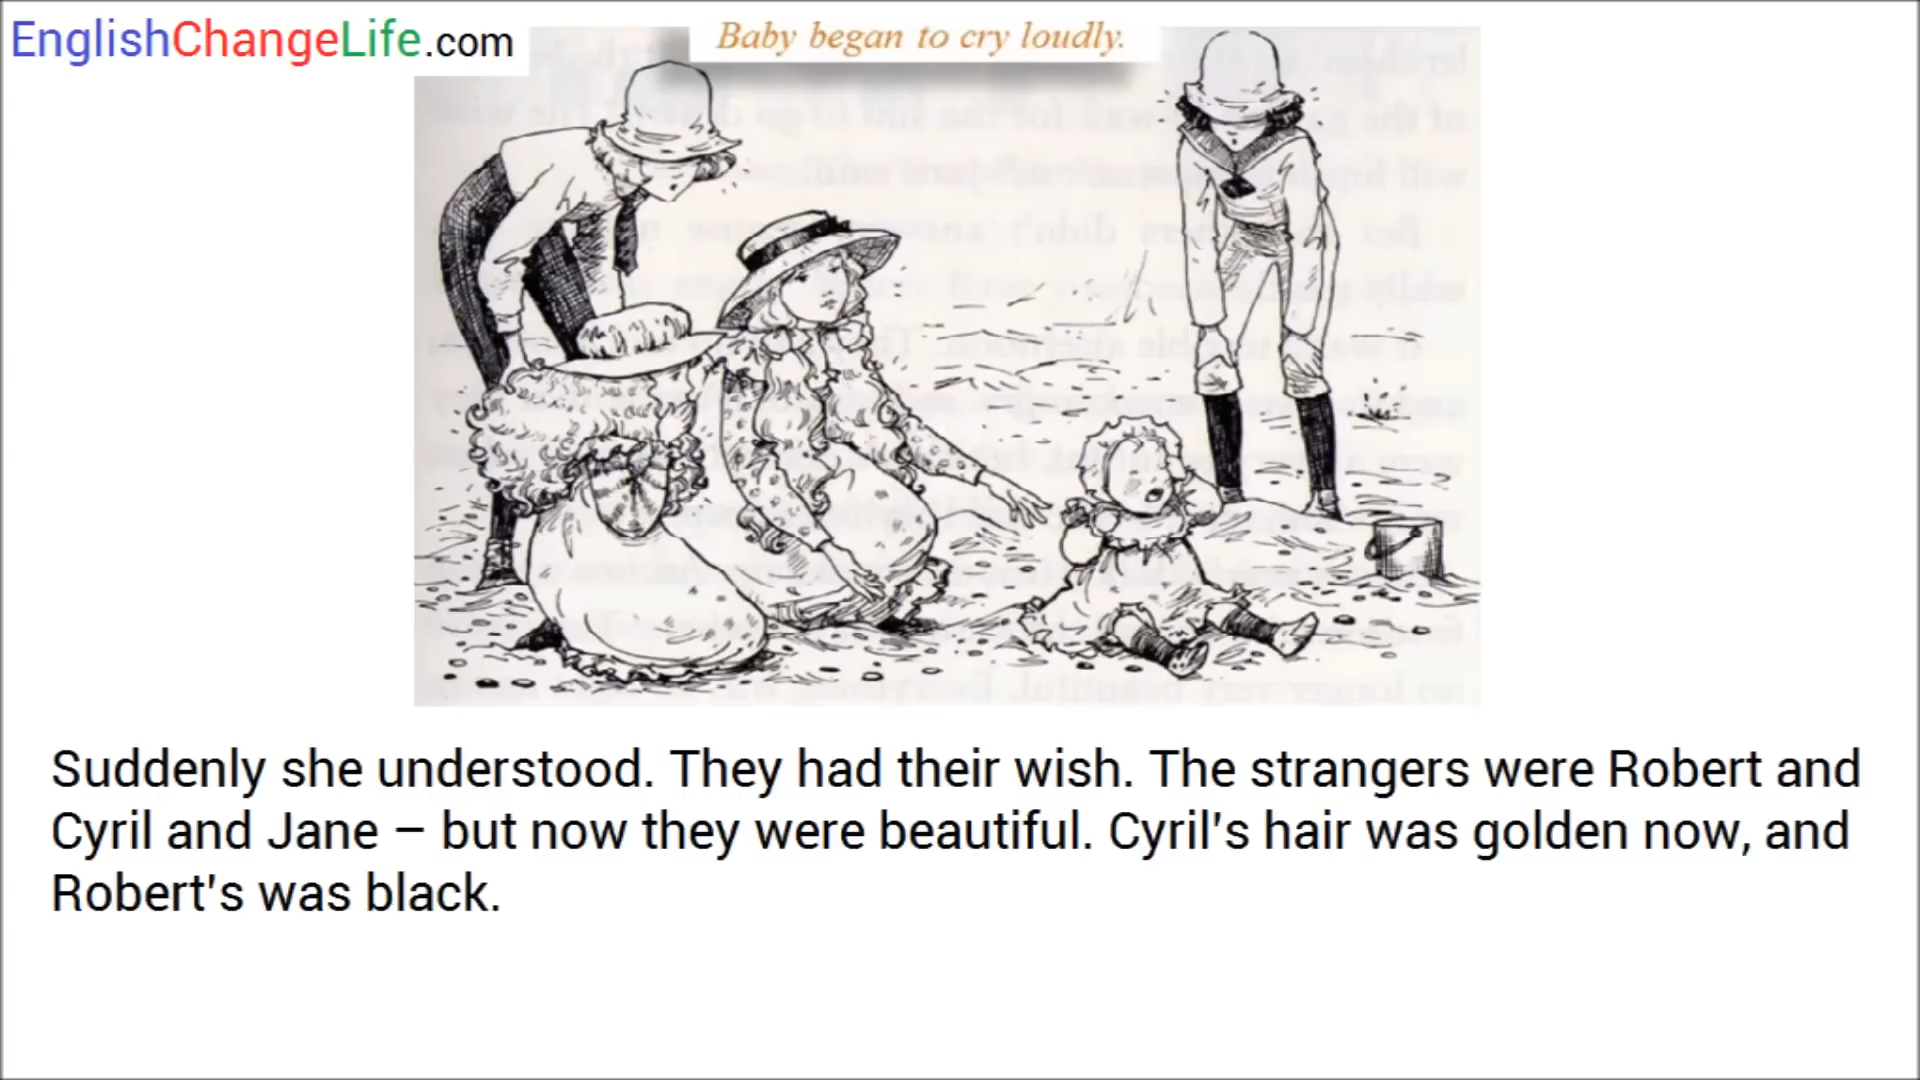 EnglishChangeLife.com
Baby began to cry loudly.
Suddenly she understood. They had their wish. The strangers were Robert and
Cyril and Jane – but now they were beautiful. Cyril's hair was golden now, and
Robert's was black.